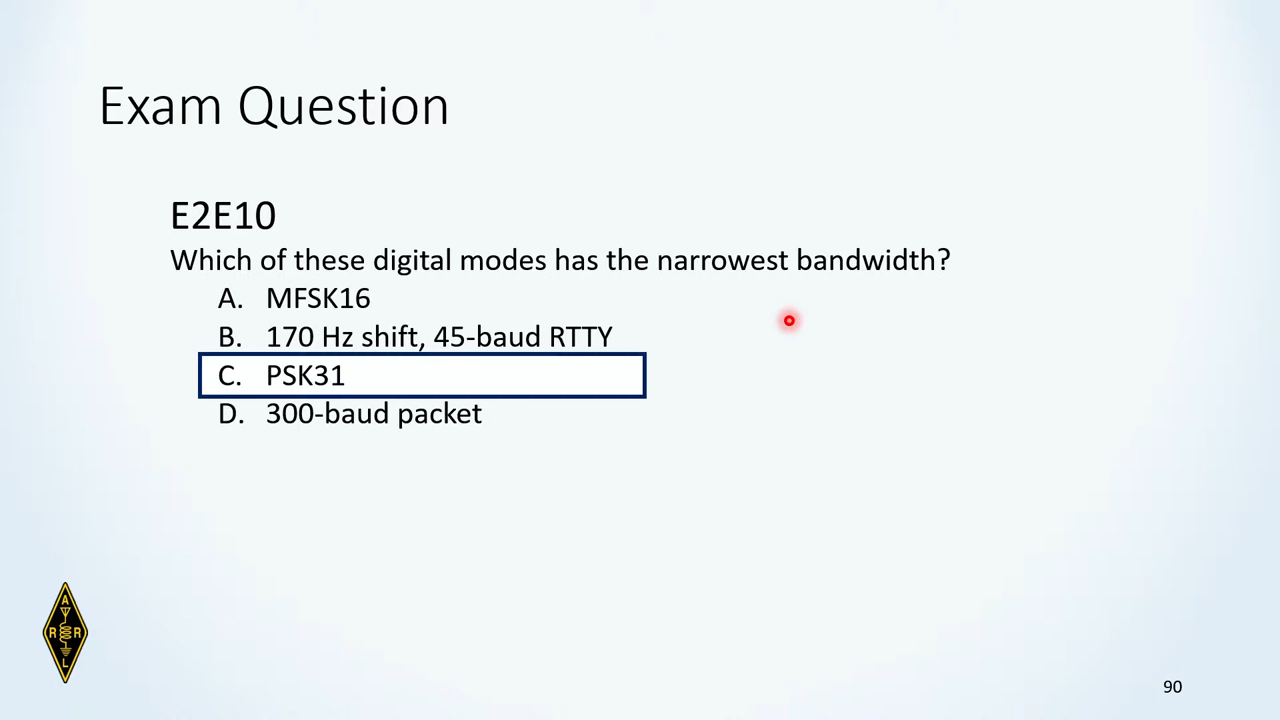 Exam Question
E2E10
Which of these digital modes has the narrowest bandwidth?
A. MFSK16
B. 170 Hz shift, 45-baud RTTY
C. PSK31
D. 300-baud packet
A
R R
L
90